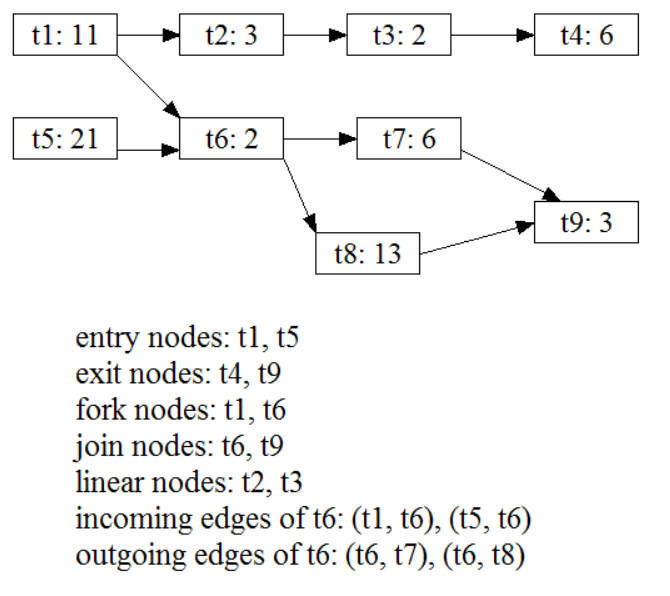 t1: 11
t2: 3
t3: 2
t4: 6
t5: 21
t6: 2
t7: 6
t9: 3
t8: 13
entry nodes: t1, t5
exit nodes: t4, t9
fork nodes: t1, t6
join nodes: t6, t9
linear nodes: t2, t3
incoming edges of t6: (t1, t6), (t5, t6)
outgoing edges of t6: (t6, t7), (t6, t8)